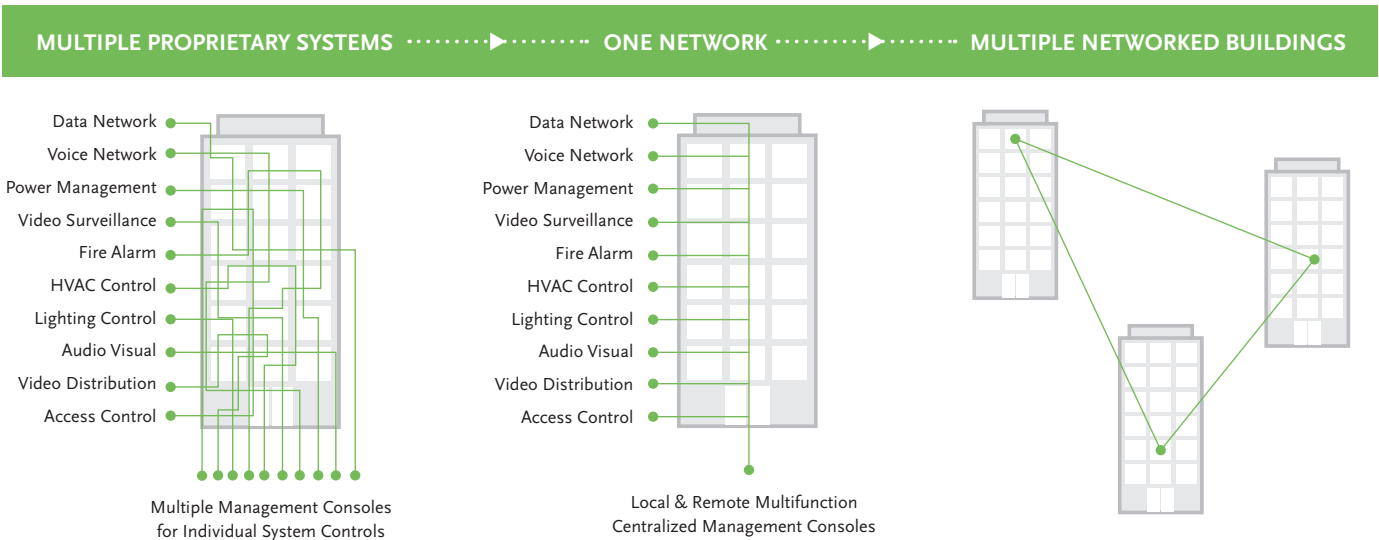 MULTIPLE PROPRIETARY SYSTEMS
ONE NETWORK
MULTIPLE NETWORKED BUILDINGS
Data Network
Voice Network
Power Management
Video Surveillance
Fire Alarm
HVAC Control
Lighting Control
Audio Visual
Video Distribution
Access Control
Multiple Management Consoles
for Individual System Controls
Data Network
Voice Network
Power Management
Video Surveillance
Fire Alarm
HVAC Control
Lighting Control
Audio Visual
Video Distribution
Access Control
Local & Remote Multifunction
Centralized Management Consoles